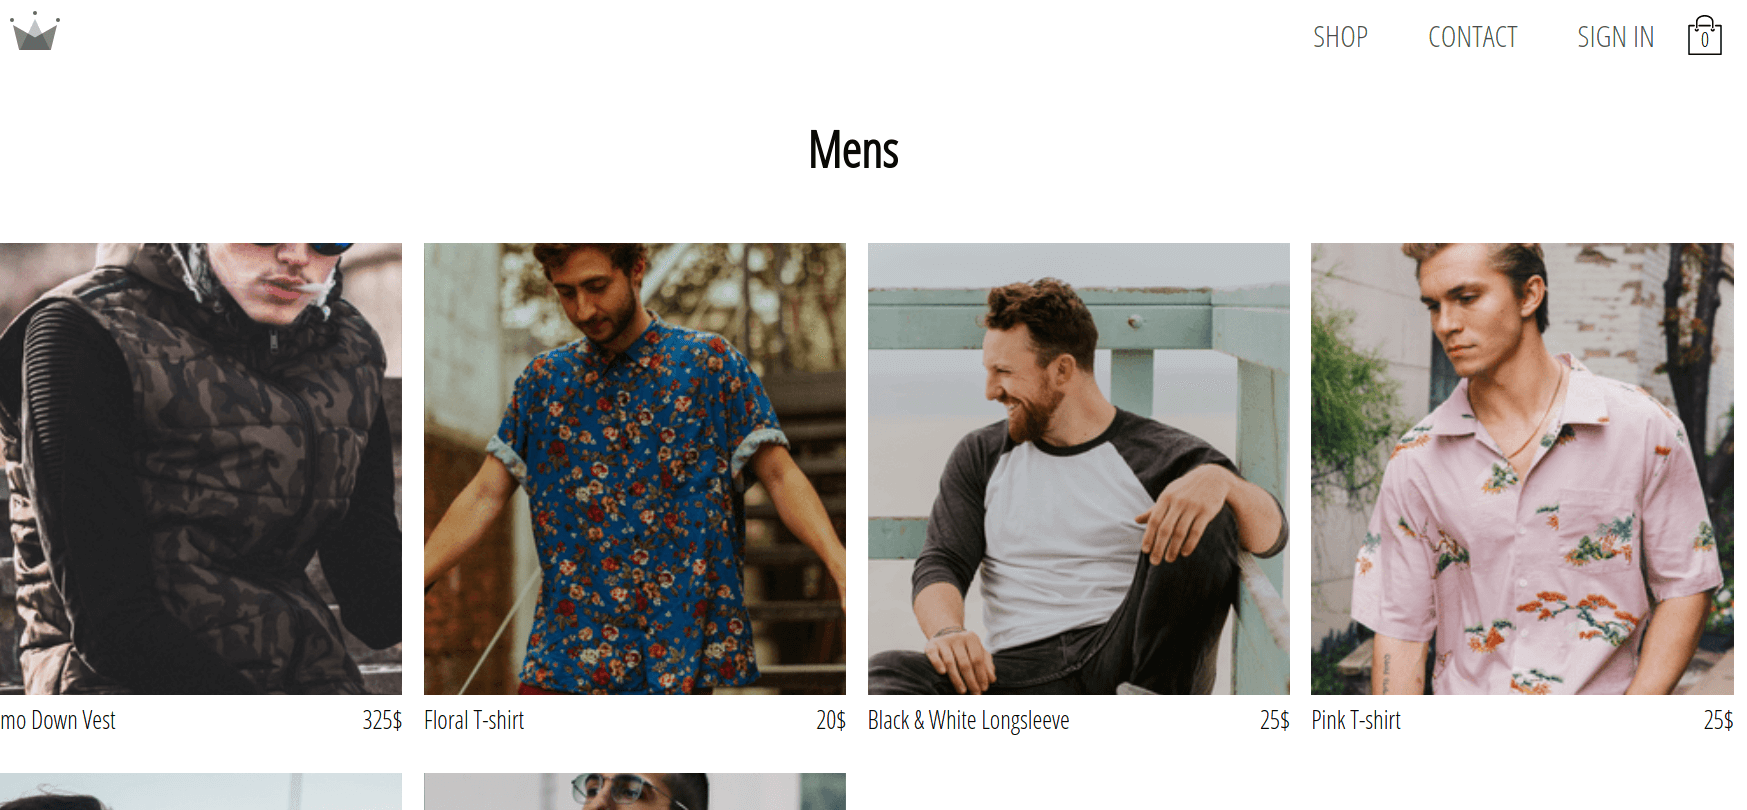 SHOP CONTACT SIGN IN 0
Mens
mo Down Vest 325$ Floral T-shirt 20$ Black & White Longsleeve 25$ Pink T-shirt 25$